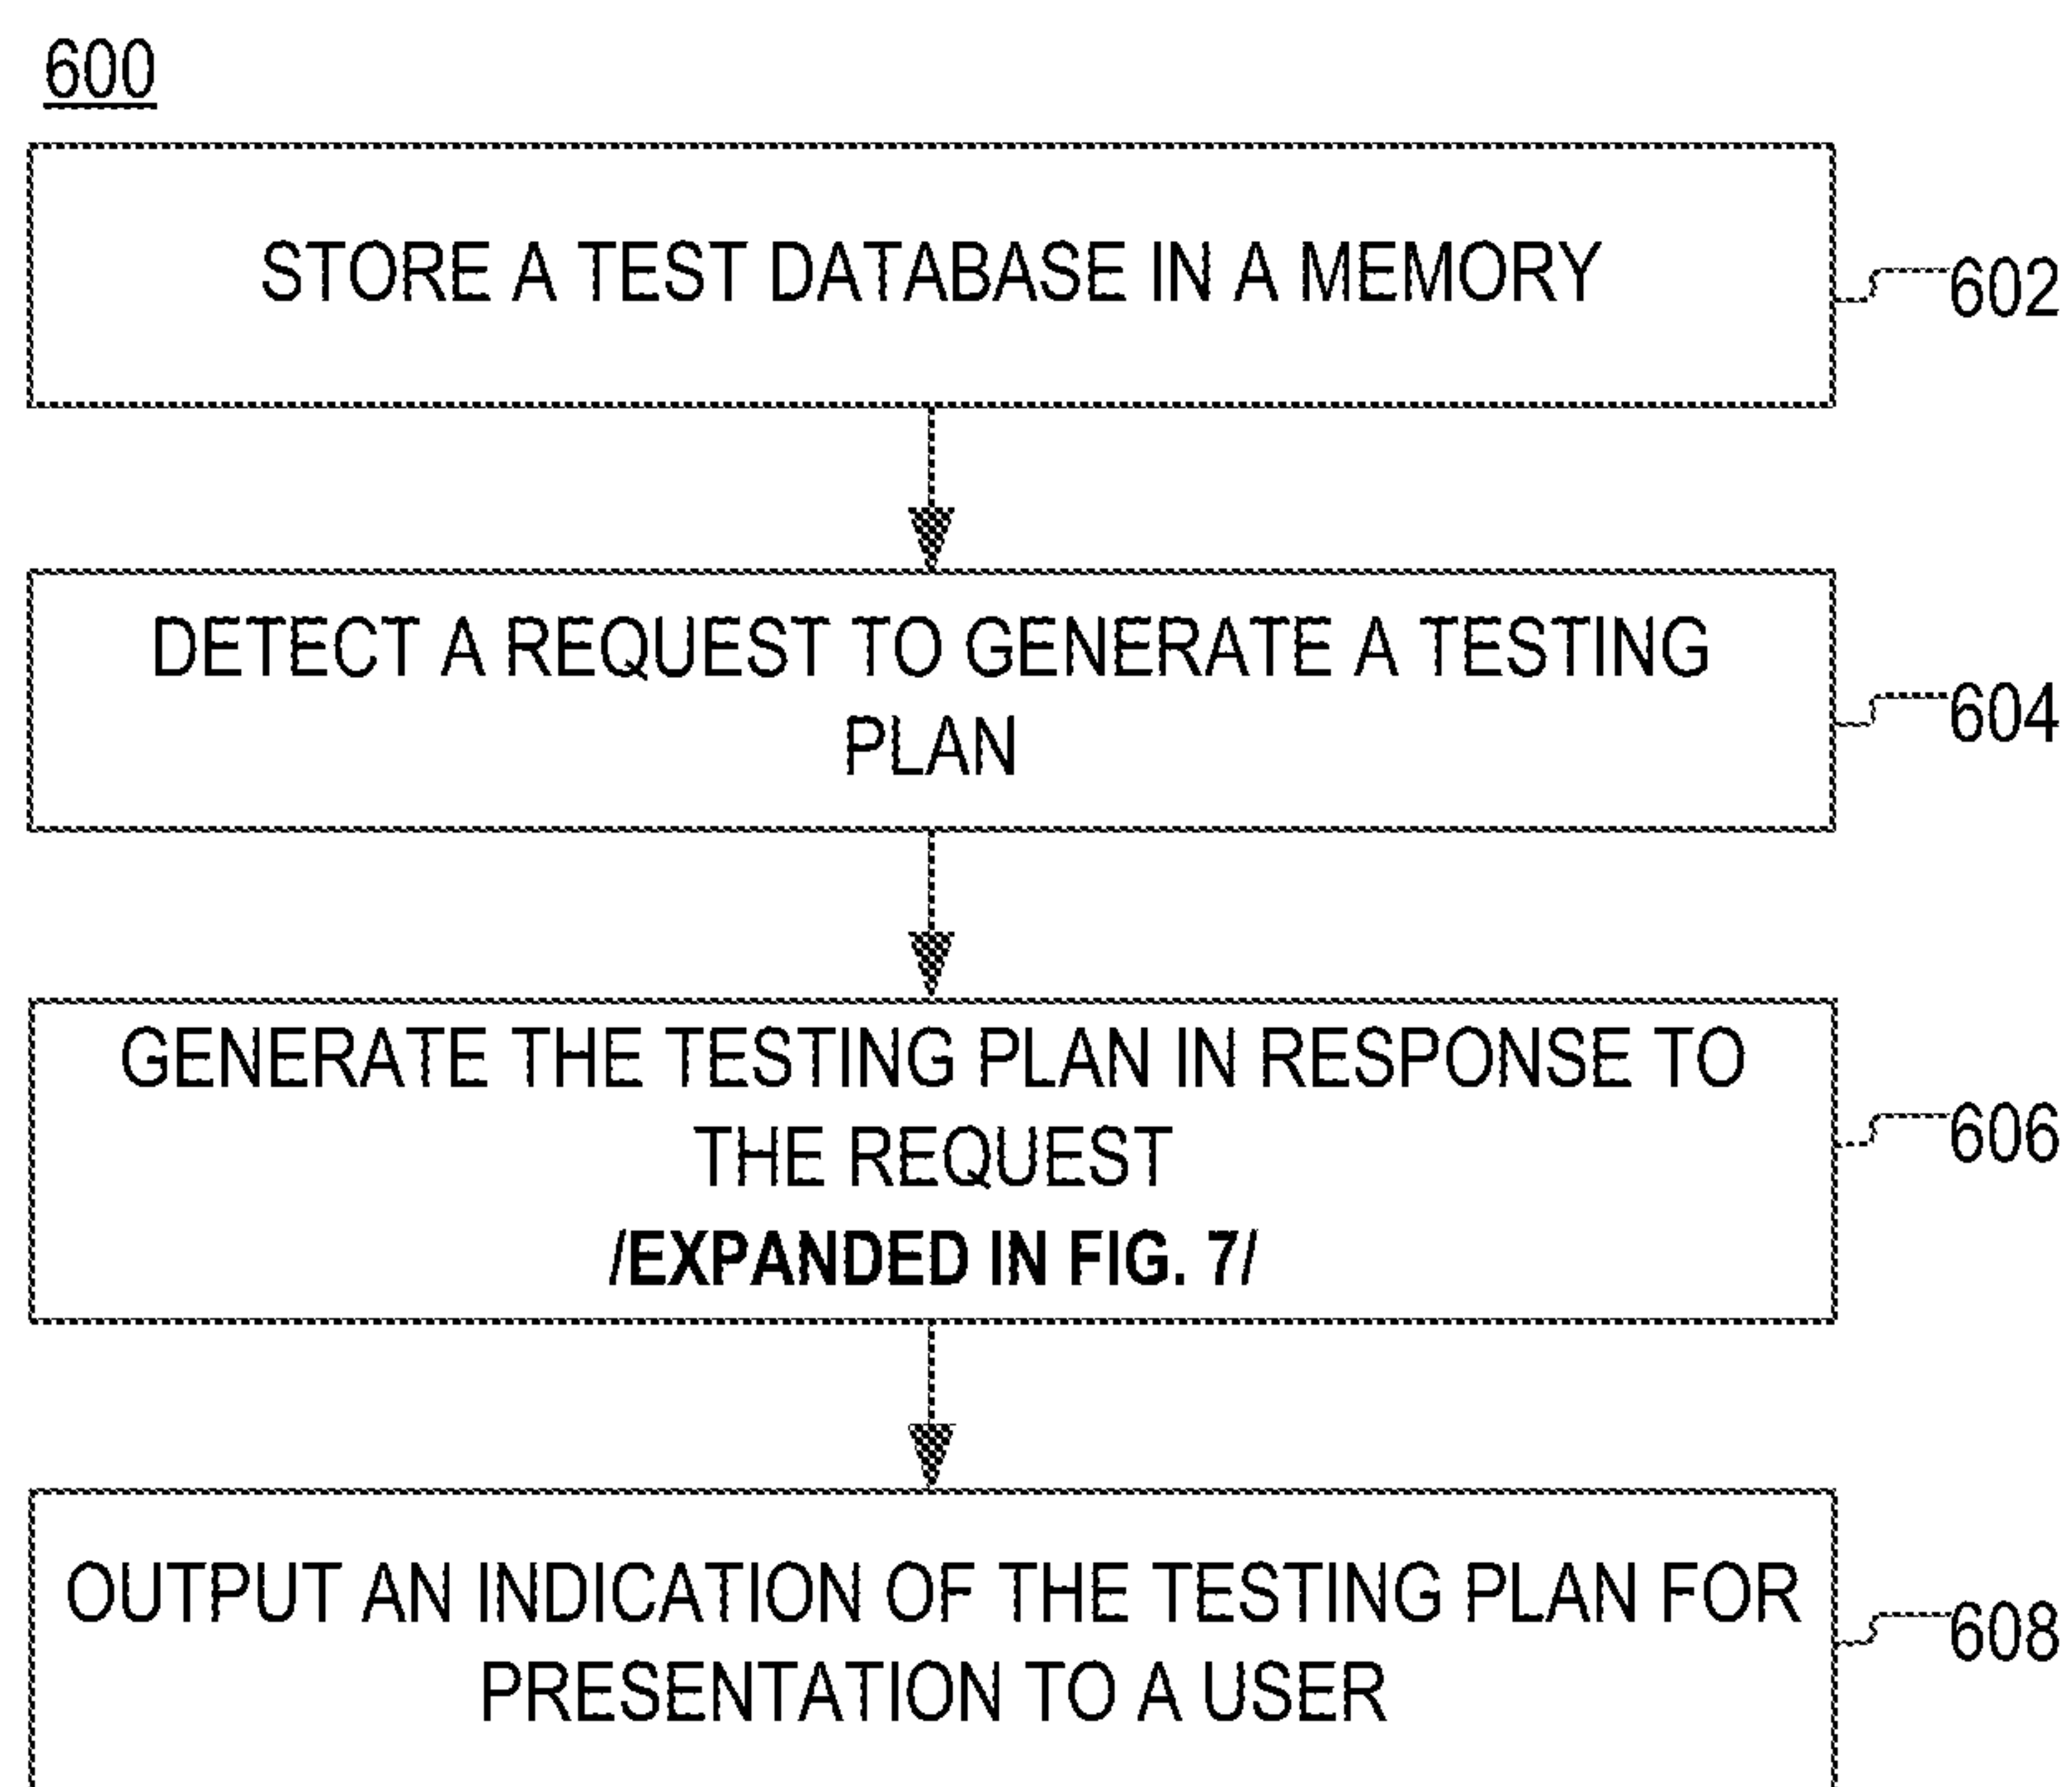 600
STORE A TEST DATABASE IN A MEMORY
602
DETECT A REQUEST TO GENERATE A TESTING
PLAN
604
GENERATE THE TESTING PLAN IN RESPONSE TO
THE REQUEST
/EXPANDED IN FIG. 7/
606
OUTPUT AN INDICATION OF THE TESTING PLAN FOR
PRESENTATION TO A USER
608